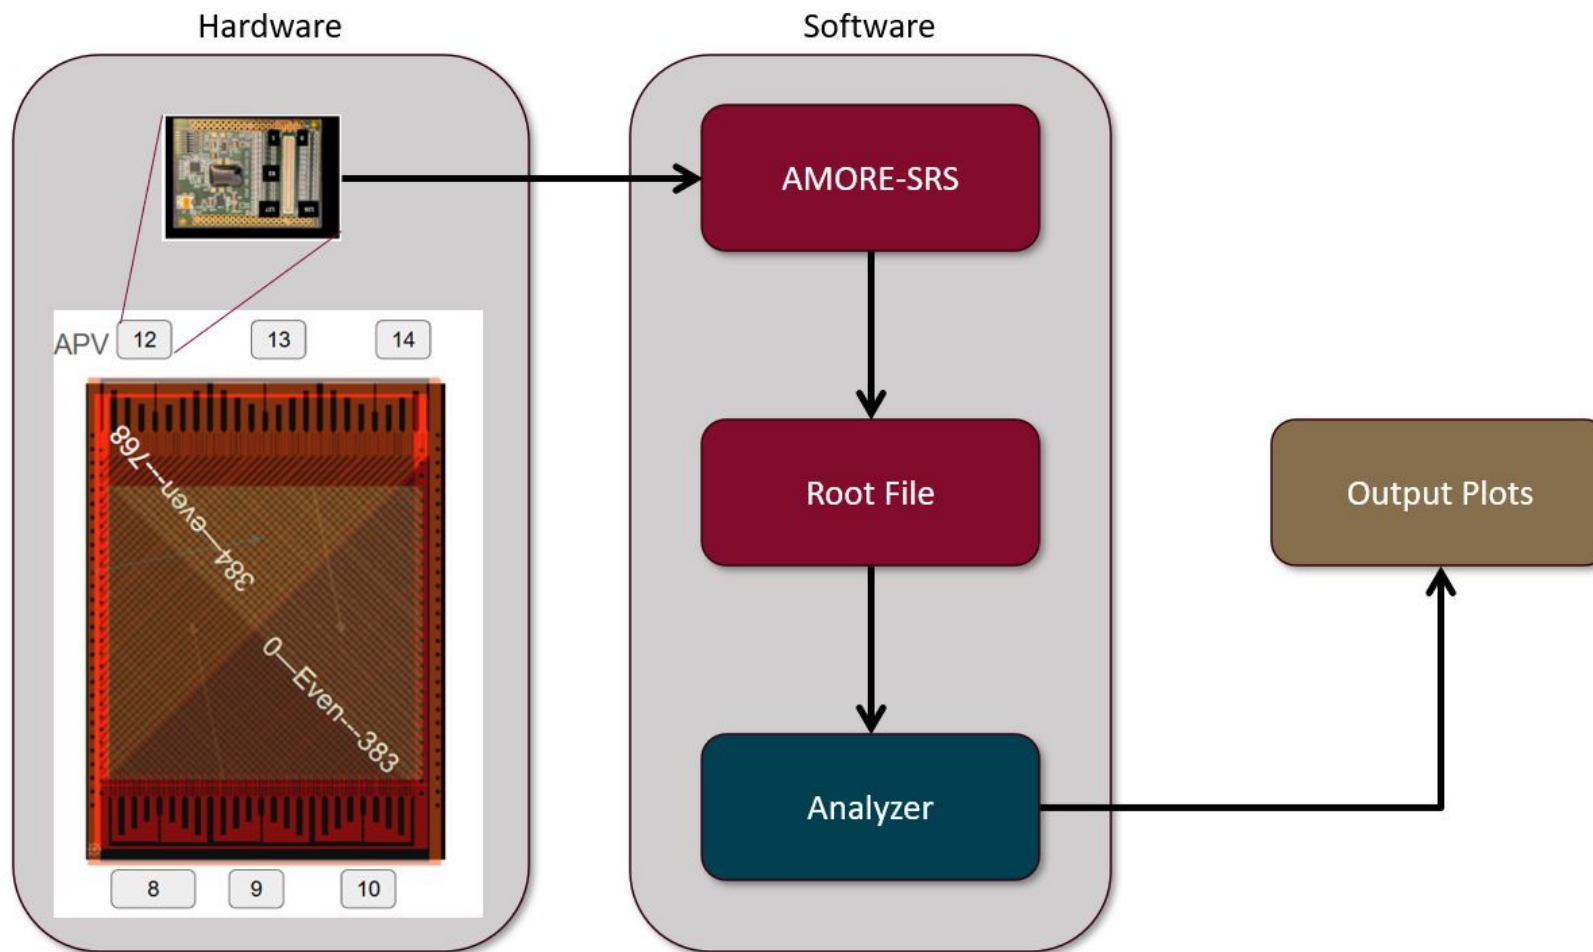 Hardware
Software
APV
12
13
14
768---even—384
0—Even---383
8
9
10
AMORE-SRS
Root File
Analyzer
Output Plots